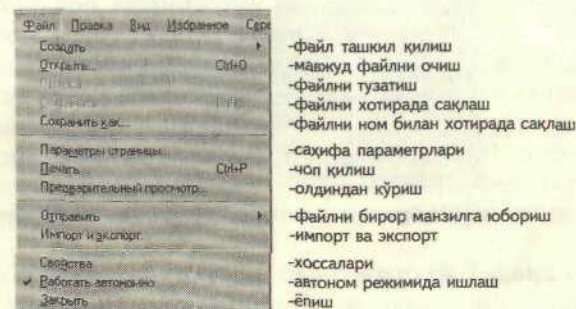 Файл Правка Вид Избранное
Создать -файл ташкил қилиш
Открыть... Ctrl+O -мавжуд файлни очиш
Правка -файлни тузатиш
Сохранить -файлни хотирада сақлаш
Сохранить как... -файлни ном билан хотирада сақлаш
Параметры страницы... -саҳифа параметрлари
Печать... Ctrl+P -чоп қилиш
Предварительный просмотр... -олдиндан кўриш
Отправить -файлни бирор манзилга юбориш
Импорт и экспорт... -импорт ва экспорт
Свойства -хоссалари
Работать автономно -автоном режимида ишлаш
Закрыть -ёпиш